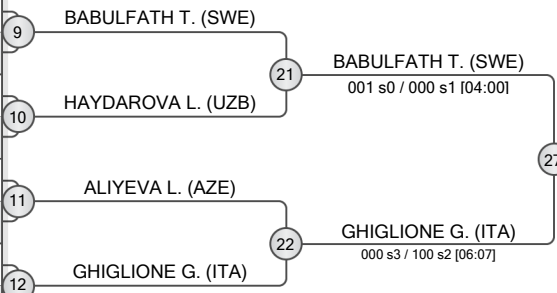 BABULFATH T. (SWE)
9
21
BABULFATH T. (SWE)
001 s0 / 000 s1 [04:00]
HAYDAROVA L. (UZB)
10
27
ALIYEVA L. (AZE)
11
22
GHIGLIONE G. (ITA)
000 s3 / 100 s2 [06:07]
GHIGLIONE G. (ITA)
12